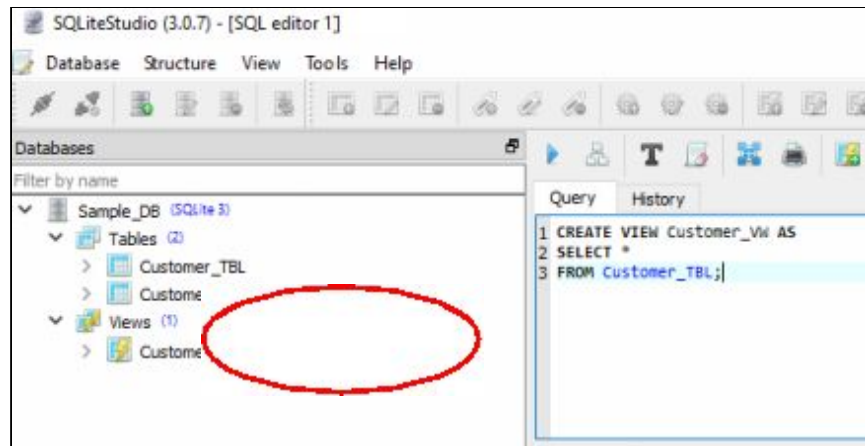 SQLiteStudio (3.0.7) - [SQL editor 1]
Database Structure View Tools Help
Databases
Filter by name
Sample_DB (SQLite 3)
Tables (2)
Customer_TBL
Custome
Views (1)
Custome
Query History
1 CREATE VIEW Customer_VW AS
2 SELECT *
3 FROM Customer_TBL;